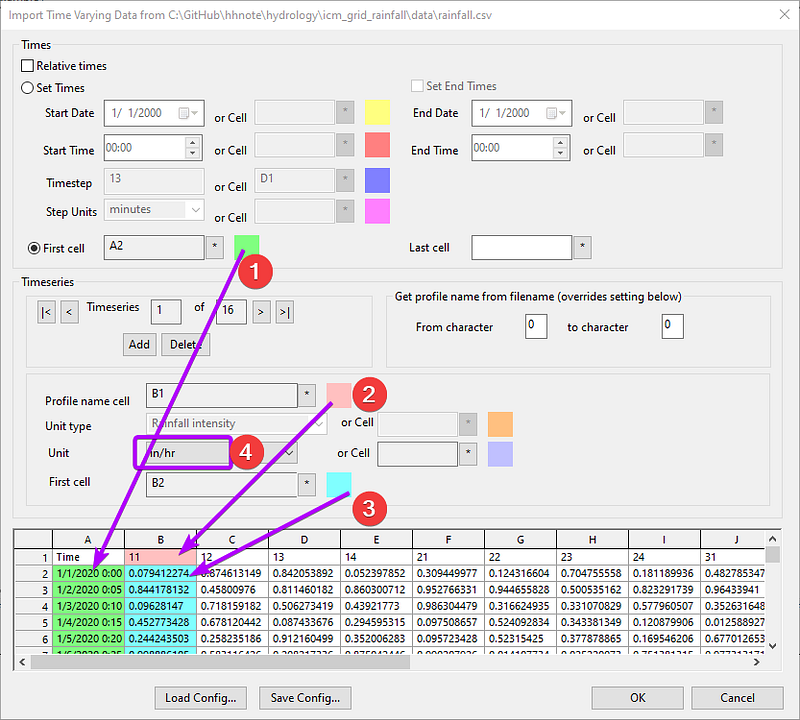 Import Time Varying Data from C:\GitHub\hhnote\hydrology\icm_grid_rainfall\data\rainfall.csv
Times
Relative times
Set Times
Set End Times
Start Date 1/ 1/2000 or Cell * End Date 1/ 1/2000 or Cell *
Start Time 00:00 or Cell * End Time 00:00 or Cell *
Timestep 13 or Cell D1 *
Step Units minutes or Cell *
First cell A2 * Last cell *
1
Timeseries
|< < Timeseries 1 of 16 > >|
Add Delete
Get profile name from filename (overrides setting below)
From character 0 to character 0
Profile name cell B1 * 2
Unit type Rainfall intensity or Cell *
Unit in/hr 4 or Cell *
First cell B2 *
3
A B C D E F G H I J
1 Time 11 12 13 14 21 22 23 24 31
2 1/1/2020 0:00 0.079412274 0.874613149 0.842053892 0.052397852 0.309449977 0.124316604 0.704755558 0.181189936 0.482785347
3 1/2/2020 0:05 0.844178132 0.45800976 0.811460182 0.860300712 0.952766331 0.944655828 0.500535162 0.823291739 0.96433941
4 1/3/2020 0:10 0.09628147 0.718159182 0.506273419 0.43921773 0.986304479 0.316624935 0.331070829 0.577960507 0.352631648
5 1/4/2020 0:15 0.452773428 0.678120442 0.087433676 0.294595315 0.097508657 0.524092834 0.343381349 0.120879906 0.012588927
6 1/5/2020 0:20 0.244243503 0.258235186 0.912160499 0.352006283 0.095723428 0.52315425 0.377878865 0.169546206 0.677012653
Load Config... Save Config... OK Cancel